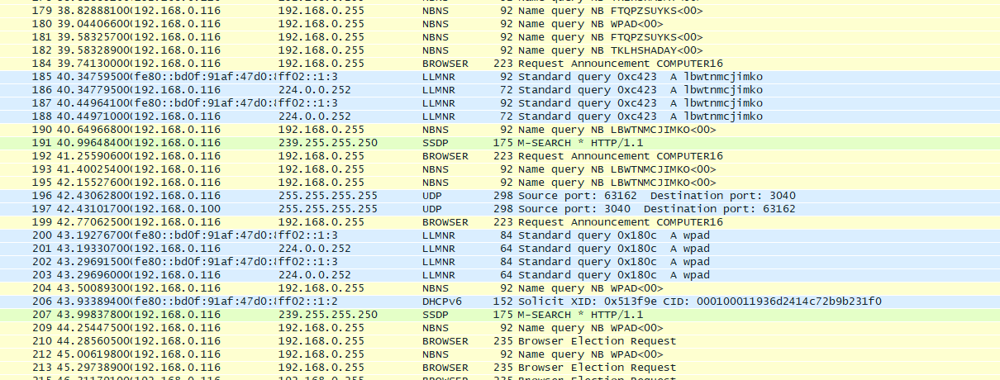 179 38.82888100(192.168.0.116 192.168.0.255 NBNS 92 Name query NB FTQPZSUYKS<00>
180 39.04406600(192.168.0.116 192.168.0.255 NBNS 92 Name query NB WPAD<00>
181 39.58325700(192.168.0.116 192.168.0.255 NBNS 92 Name query NB FTQPZSUYKS<00>
182 39.58328900(192.168.0.116 192.168.0.255 NBNS 92 Name query NB TKLHSHADAY<00>
184 39.74130000(192.168.0.116 192.168.0.255 BROWSER 223 Request Announcement COMPUTER16
185 40.34759500(fe80::bd0f:91af:47d0:8ff02::1:3 LLMNR 92 Standard query 0xc423 A lbwtnmcjimko
186 40.34779500(192.168.0.116 224.0.0.252 LLMNR 72 Standard query 0xc423 A lbwtnmcjimko
187 40.44964100(fe80::bd0f:91af:47d0:8ff02::1:3 LLMNR 92 Standard query 0xc423 A lbwtnmcjimko
188 40.44971000(192.168.0.116 224.0.0.252 LLMNR 72 Standard query 0xc423 A lbwtnmcjimko
190 40.64966800(192.168.0.116 192.168.0.255 NBNS 92 Name query NB LBWTNMCJIMKO<00>
191 40.99648400(192.168.0.116 239.255.255.250 SSDP 175 M-SEARCH * HTTP/1.1
192 41.25590600(192.168.0.116 192.168.0.255 BROWSER 223 Request Announcement COMPUTER16
193 41.40025400(192.168.0.116 192.168.0.255 NBNS 92 Name query NB LBWTNMCJIMKO<00>
195 42.15527600(192.168.0.116 192.168.0.255 NBNS 92 Name query NB LBWTNMCJIMKO<00>
196 42.43062800(192.168.0.116 255.255.255.255 UDP 298 Source port: 63162 Destination port: 3040
197 42.43101700(192.168.0.100 255.255.255.255 UDP 298 Source port: 3040 Destination port: 63162
199 42.77062500(192.168.0.116 192.168.0.255 BROWSER 223 Request Announcement COMPUTER16
200 43.19276700(fe80::bd0f:91af:47d0:8ff02::1:3 LLMNR 84 Standard query 0x180c A wpad
201 43.19330700(192.168.0.116 224.0.0.252 LLMNR 64 Standard query 0x180c A wpad
202 43.29691500(fe80::bd0f:91af:47d0:8ff02::1:3 LLMNR 84 Standard query 0x180c A wpad
203 43.29696000(192.168.0.116 224.0.0.252 LLMNR 64 Standard query 0x180c A wpad
204 43.50089300(192.168.0.116 192.168.0.255 NBNS 92 Name query NB WPAD<00>
206 43.93389400(fe80::bd0f:91af:47d0:8ff02::1:2 DHCPv6 152 Solicit XID: 0x513f9e CID: 000100011936d2414c72b9b231f0
207 43.99837800(192.168.0.116 239.255.255.250 SSDP 175 M-SEARCH * HTTP/1.1
209 44.25447500(192.168.0.116 192.168.0.255 NBNS 92 Name query NB WPAD<00>
210 44.28560500(192.168.0.116 192.168.0.255 BROWSER 235 Browser Election Request
212 45.00619800(192.168.0.116 192.168.0.255 NBNS 92 Name query NB WPAD<00>
213 45.29738900(192.168.0.116 192.168.0.255 BROWSER 235 Browser Election Request